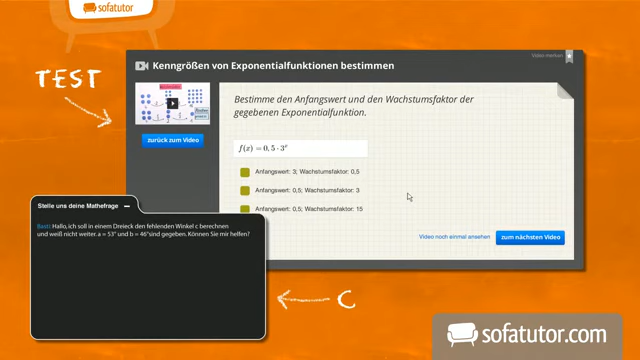 sofatutor
Video merken
Kenngrößen von Exponentialfunktionen bestimmen
TEST
Bestimme den Anfangswert und den Wachstumsfaktor der
gegebenen Exponentialfunktion.
zurück zum Video
f(x) = 0,5 · 3ˣ
Anfangswert: 3; Wachstumsfaktor: 0,5
Anfangswert: 0,5; Wachstumsfaktor: 3
Anfangswert: 0,5; Wachstumsfaktor: 15
Video noch einmal ansehen
zum nächsten Video
Stelle uns deine Mathefrage
Basti: Hallo, ich soll in einem Dreieck den fehlenden Winkel c berechnen
und weiß nicht weiter. a = 53° und b = 46° sind gegeben. Können Sie mir helfen?
C
sofatutor.com